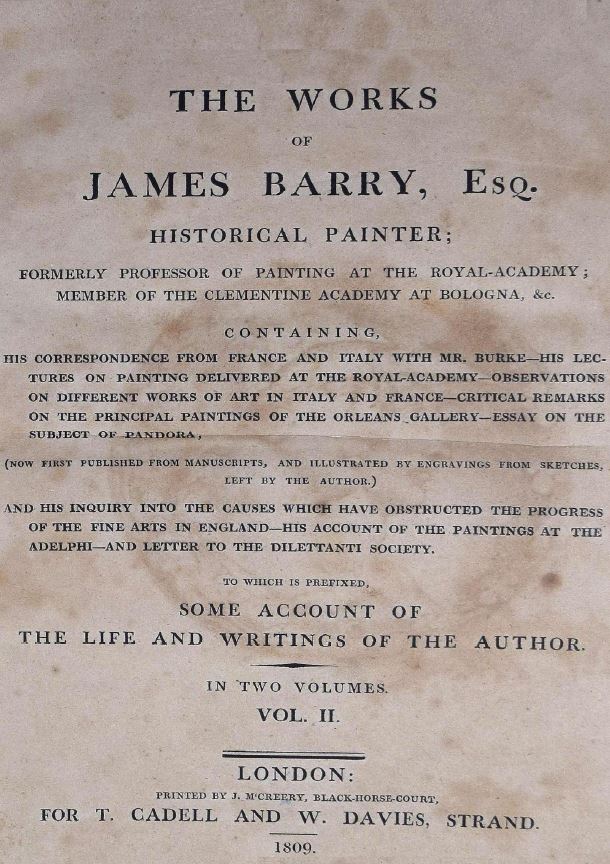 THE WORKS
OF
JAMES BARRY, ESQ.
HISTORICAL PAINTER;
FORMERLY PROFESSOR OF PAINTING AT THE ROYAL-ACADEMY;
MEMBER OF THE CLEMENTINE ACADEMY AT BOLOGNA, &c.
CONTAINING,
HIS CORRESPONDENCE FROM FRANCE AND ITALY WITH MR. BURKE—HIS LEC-
TURES ON PAINTING DELIVERED AT THE ROYAL-ACADEMY—OBSERVATIONS
ON DIFFERENT WORKS OF ART IN ITALY AND FRANCE—CRITICAL REMARKS
ON THE PRINCIPAL PAINTINGS OF THE ORLEANS GALLERY—ESSAY ON THE
SUBJECT OF PANDORA,
(NOW FIRST PUBLISHED FROM MANUSCRIPTS, AND ILLUSTRATED BY ENGRAVINGS FROM SKETCHES,
LEFT BY THE AUTHOR.)
AND HIS INQUIRY INTO THE CAUSES WHICH HAVE OBSTRUCTED THE PROGRESS
OF THE FINE ARTS IN ENGLAND—HIS ACCOUNT OF THE PAINTINGS AT THE
ADELPHI—AND LETTER TO THE DILETTANTI SOCIETY.
TO WHICH IS PREFIXED,
SOME ACCOUNT OF
THE LIFE AND WRITINGS OF THE AUTHOR.
IN TWO VOLUMES.
VOL. II.
LONDON:
PRINTED BY J. M'CREERY, BLACK-HORSE-COURT,
FOR T. CADELL AND W. DAVIES, STRAND.
1809.